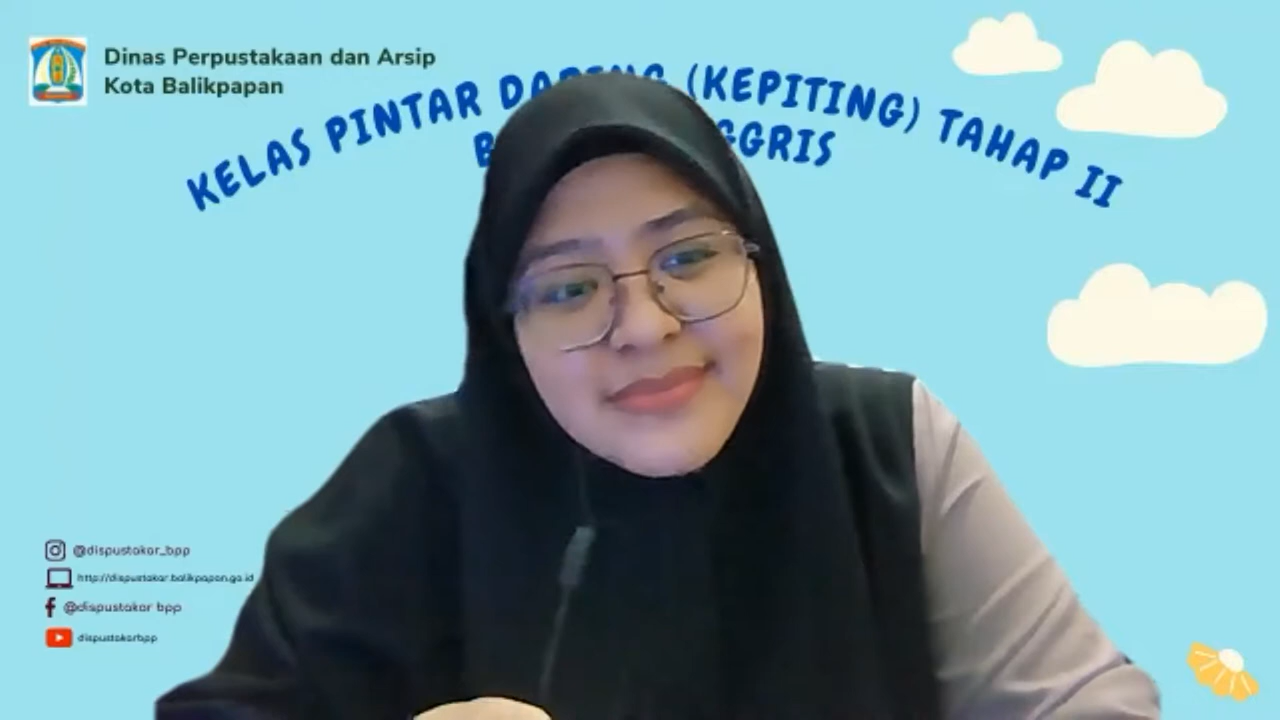 Dinas Perpustakaan dan Arsip
Kota Balikpapan
KELAS PINTAR (KEPITING) TAHAP II
@dispustakar_bpp
http://dispustakar.balikpapan.go.id
@dispustakar bpp
dispustakarbpp